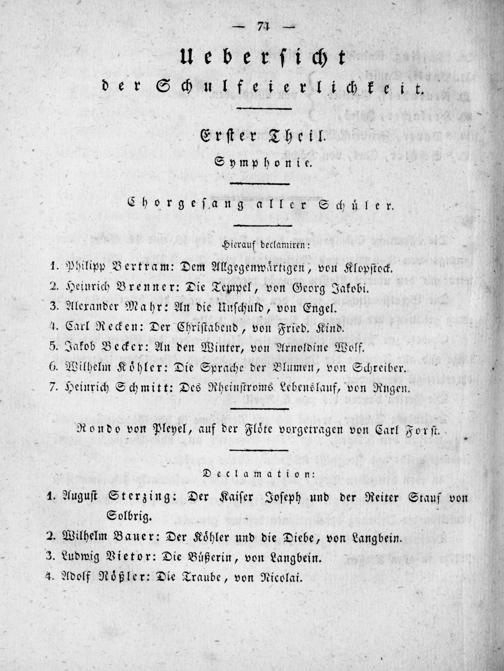 — 74 —
Uebersicht
der Schulfeierlichkeit.
Erster Theil.
Symphonie.
Chorgesang aller Schüler.
Hierauf declamiren:
1. Philipp Bertram: Dem Allgegenwärtigen, von Klopstock.
2. Heinrich Brenner: Die Tempel, von Georg Jakobi.
3. Alexander Mahr: An die Unschuld, von Engel.
4. Carl Recken: Der Christabend, von Fried. Kind.
5. Jakob Becker: An den Winter, von Arnoldine Wolf.
6. Wilhelm Köhler: Die Sprache der Blumen, von Schreiber.
7. Heinrich Schmitt: Des Rheinstroms Lebenslauf, von Rugen.
Rondo von Pleyel, auf der Flöte vorgetragen von Carl Forst.
Declamation:
1. August Sterzing: Der Kaiser Joseph und der Reiter Stauf von
Solbrig.
2. Wilhelm Bauer: Der Köhler und die Diebe, von Langbein.
3. Ludwig Vietor: Die Büßerin, von Langbein.
4. Adolf Rößler: Die Traube, von Nicolai.